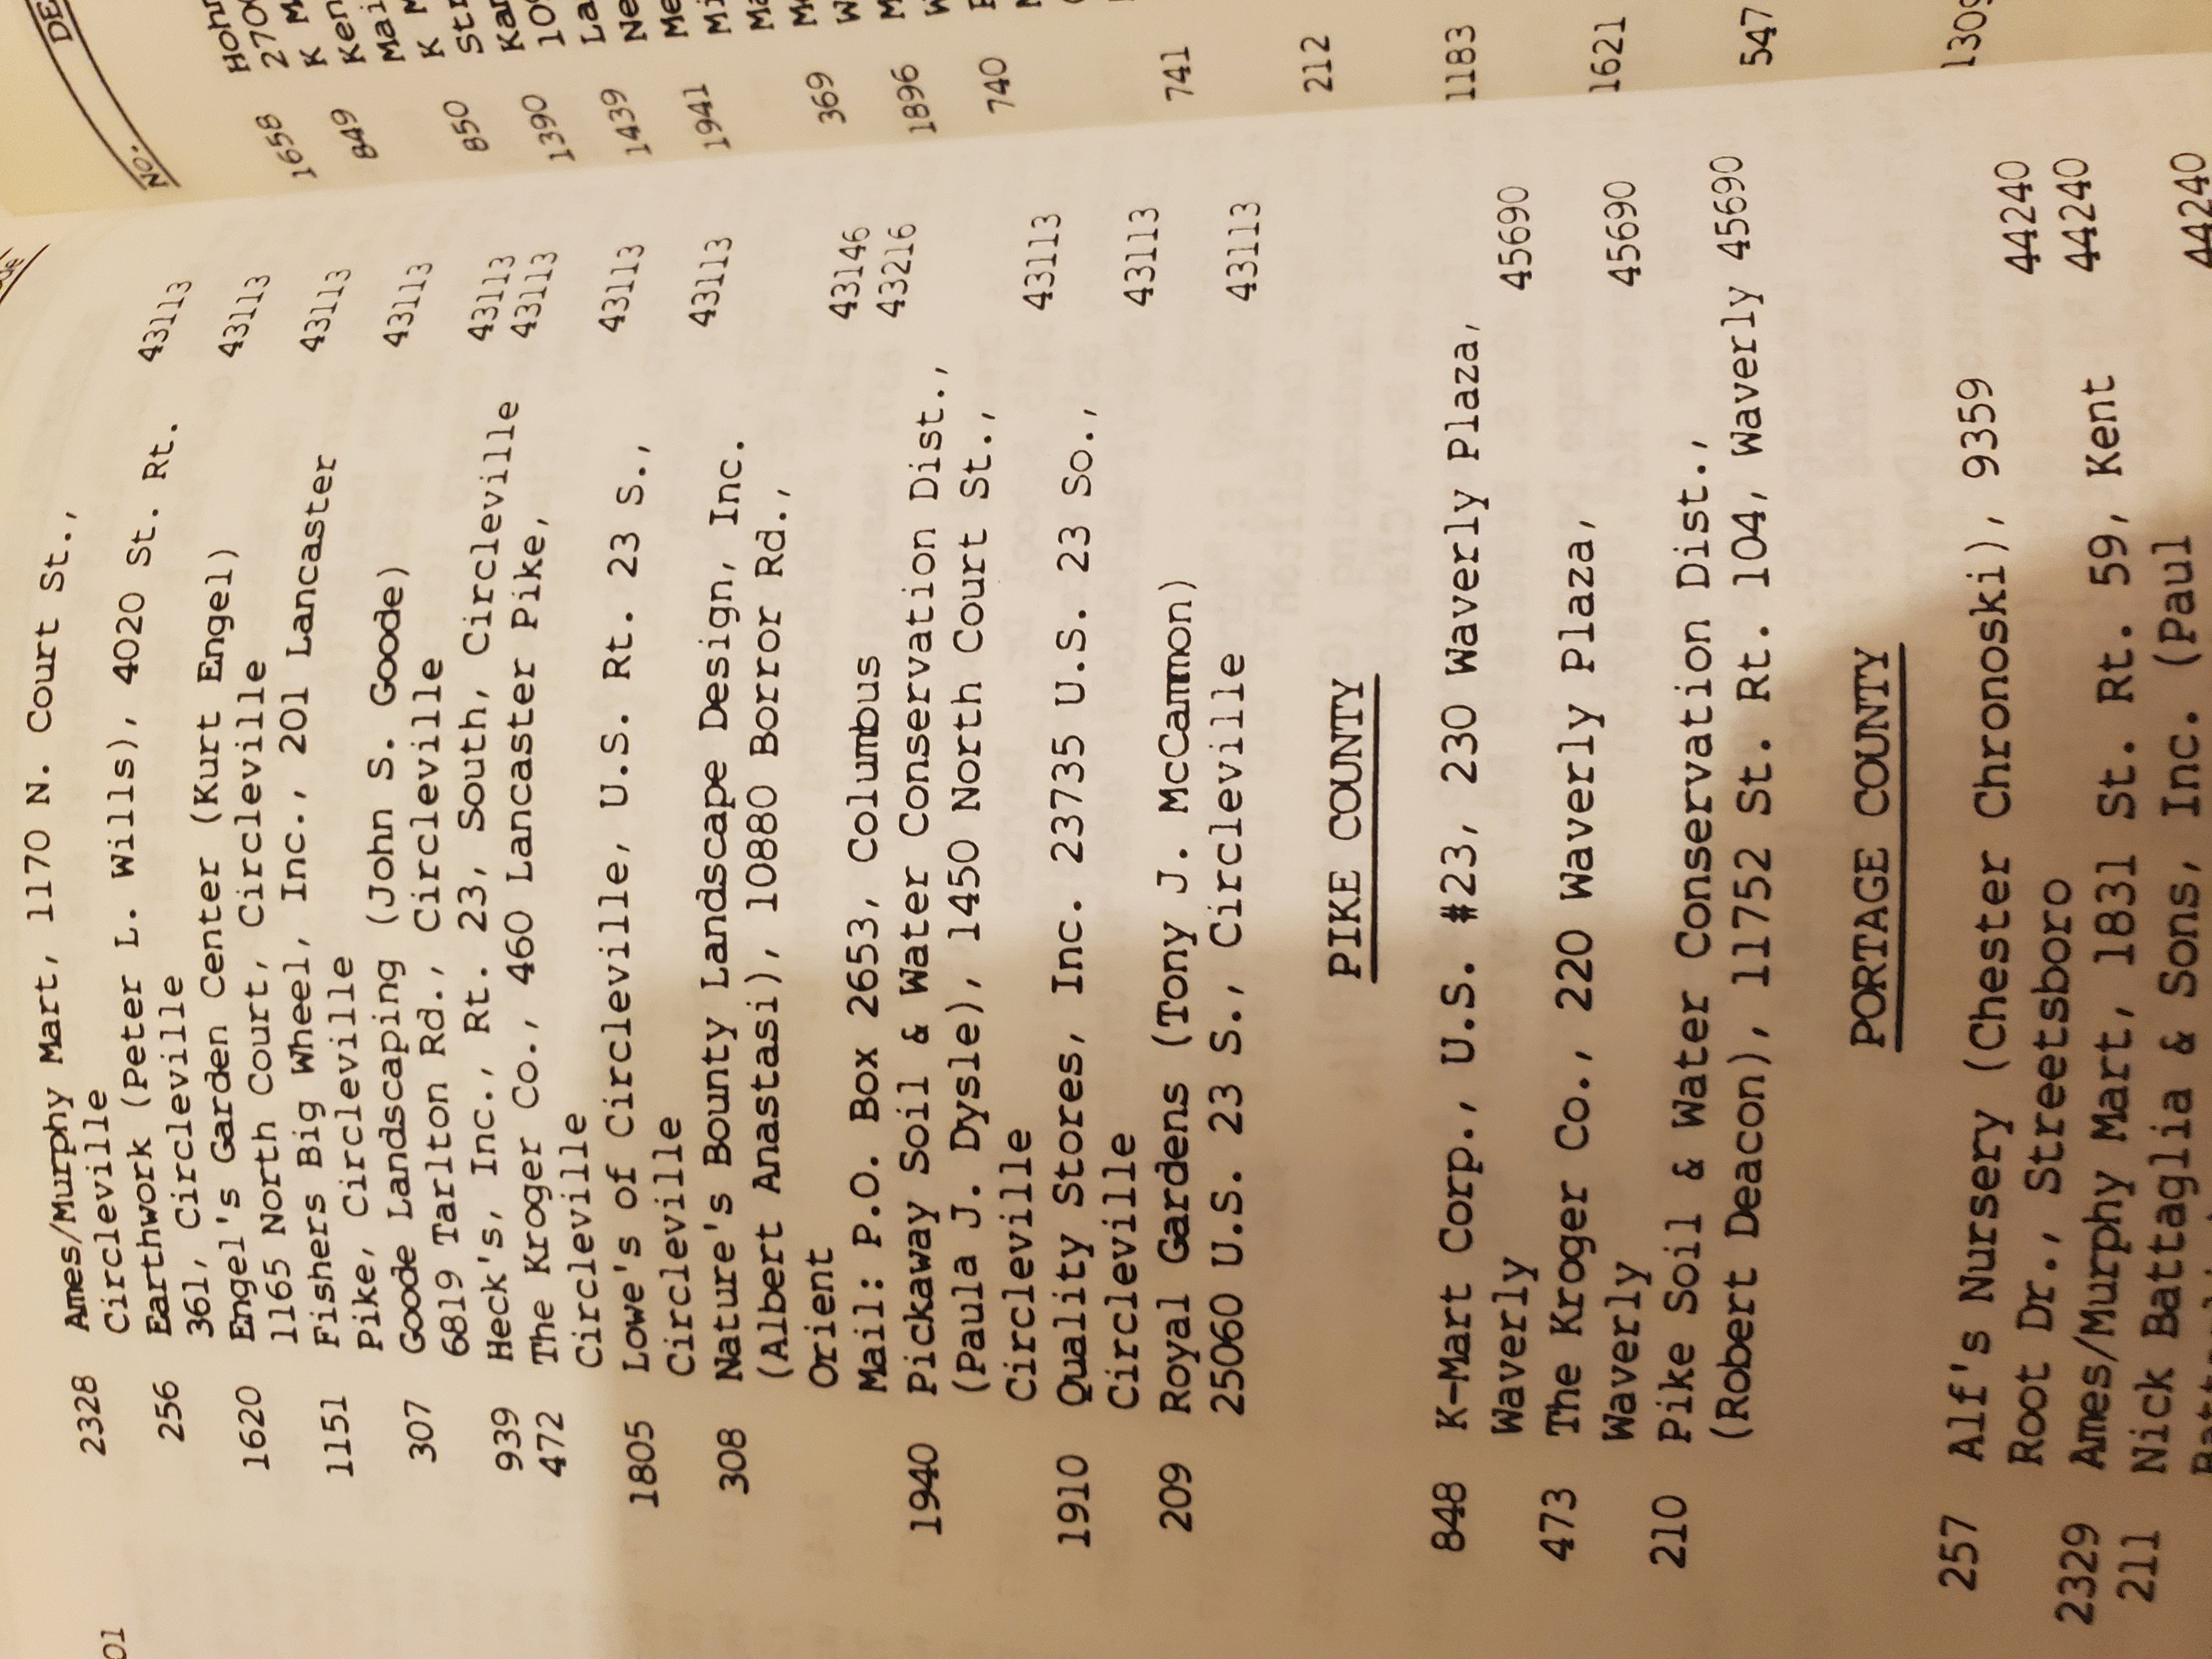 2328 Ames/Murphy Mart, 1170 N. Court St.,
Circleville 43113
256 Earthwork (Peter L. Wills), 4020 St. Rt.
361, Circleville 43113
1620 Engel's Garden Center (Kurt Engel)
1165 North Court, Circleville 43113
1151 Fishers Big Wheel, Inc., 201 Lancaster
Pike, Circleville 43113
307 Goode Landscaping (John S. Goode)
6819 Tarlton Rd., Circleville 43113
939 Heck's, Inc., Rt. 23, South, Circleville 43113
472 The Kroger Co., 460 Lancaster Pike,
Circleville 43113
1805 Lowe's of Circleville, U.S. Rt. 23 S.,
Circleville 43113
308 Nature's Bounty Landscape Design, Inc.
(Albert Anastasi), 10880 Borror Rd.,
Orient 43146
Mail: P.O. Box 2653, Columbus 43216
1940 Pickaway Soil & Water Conservation Dist.,
(Paula J. Dysle), 1450 North Court St.,
Circleville 43113
1910 Quality Stores, Inc. 23735 U.S. 23 So.,
Circleville 43113
209 Royal Gardens (Tony J. McCammon)
25060 U.S. 23 S., Circleville 43113
PIKE COUNTY
848 K-Mart Corp., U.S. #23, 230 Waverly Plaza,
Waverly 45690
473 The Kroger Co., 220 Waverly Plaza,
Waverly 45690
210 Pike Soil & Water Conservation Dist.,
(Robert Deacon), 11752 St. Rt. 104, Waverly 45690
PORTAGE COUNTY
257 Alf's Nursery (Chester Chronoski), 9359
Root Dr., Streetsboro 44240
2329 Ames/Murphy Mart, 1831 St. Rt. 59, Kent 44240
211 Nick Battaglia & Sons, Inc. (Paul
44240
NO.
1658
849 K M
850 K M
1390
1439
1941
369
1896
740
741
212
1183
1621
547